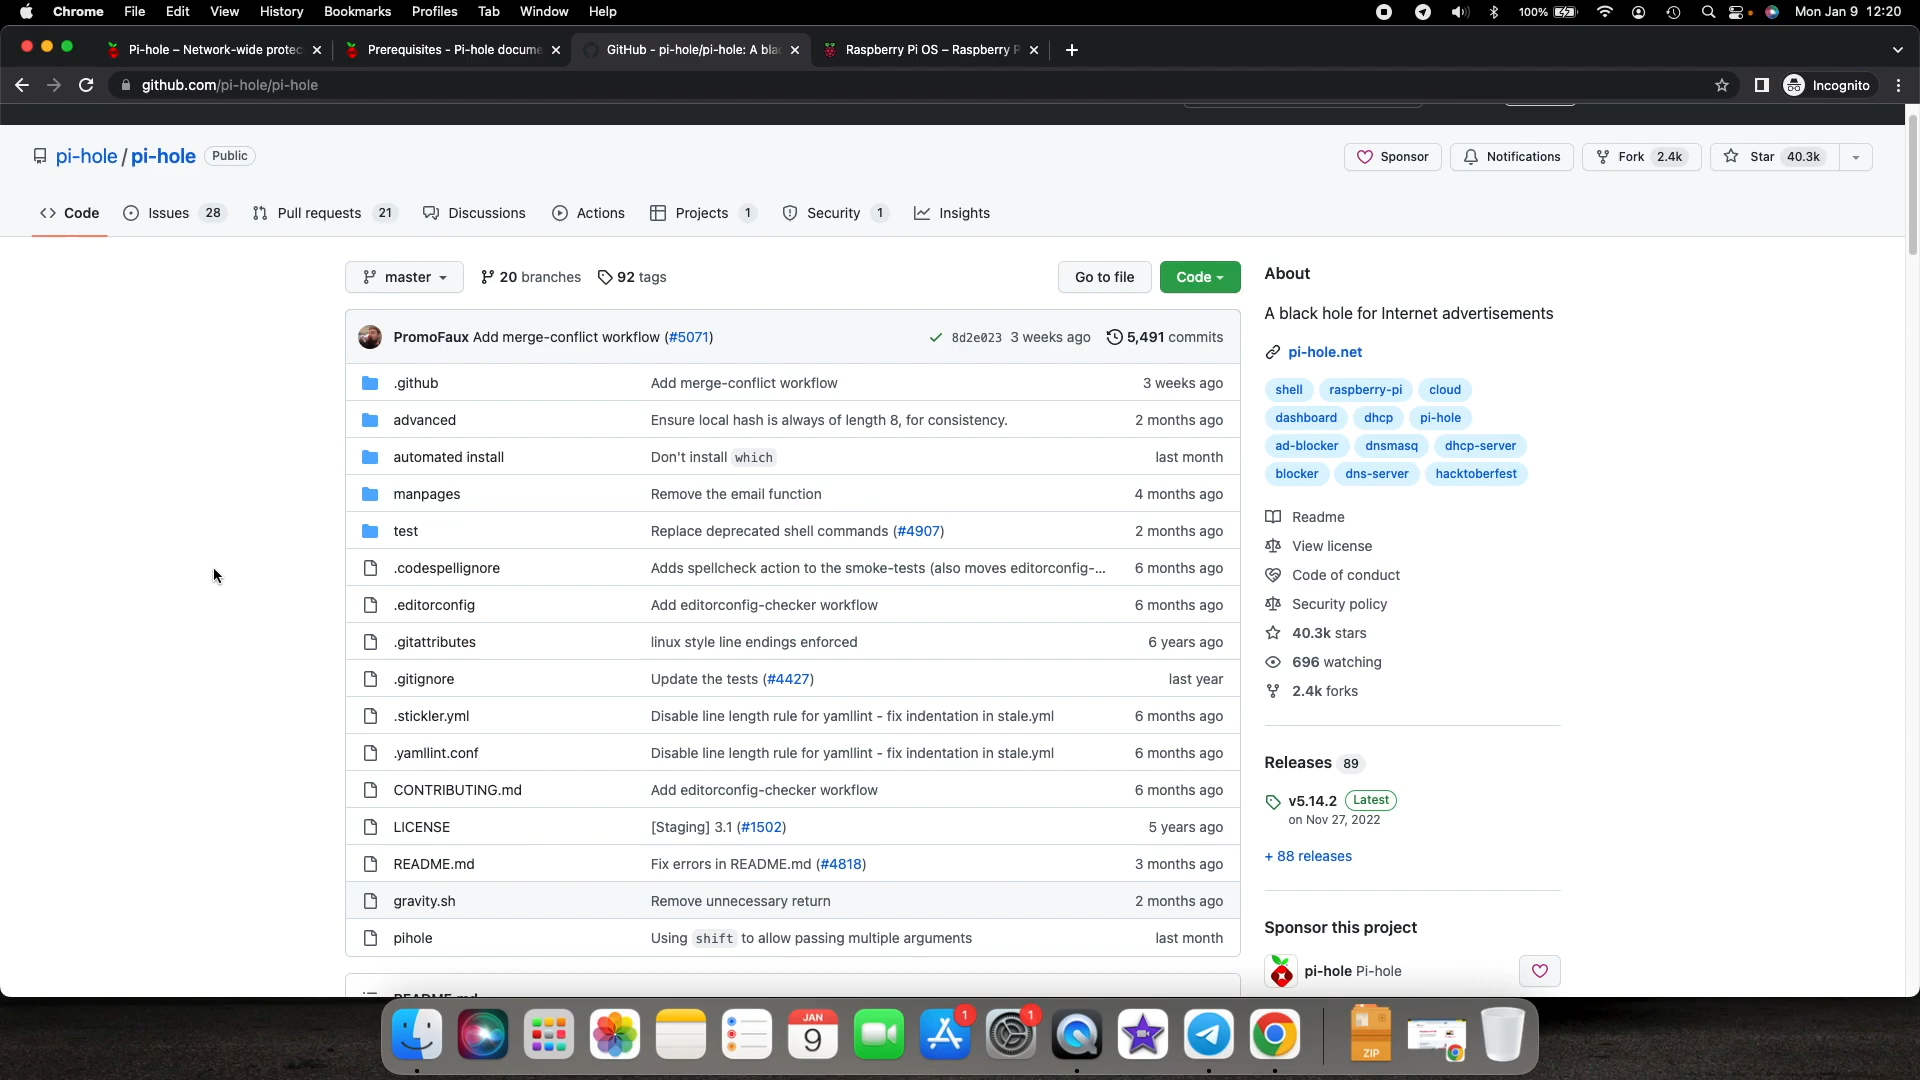 Chrome File Edit View History Bookmarks Profiles Tab Window Help 100% Mon Jan 9 12:20
Pi-hole – Network-wide protec Prerequisites - Pi-hole docume GitHub - pi-hole/pi-hole: A blac Raspberry Pi OS – Raspberry P
github.com/pi-hole/pi-hole Incognito
pi-hole / pi-hole Public Sponsor Notifications Fork 2.4k Star 40.3k
Code Issues 28 Pull requests 21 Discussions Actions Projects 1 Security 1 Insights
master 20 branches 92 tags Go to file Code
PromoFaux Add merge-conflict workflow (#5071) 8d2e023 3 weeks ago 5,491 commits
.github Add merge-conflict workflow 3 weeks ago
advanced Ensure local hash is always of length 8, for consistency. 2 months ago
automated install Don't install which last month
manpages Remove the email function 4 months ago
test Replace deprecated shell commands (#4907) 2 months ago
.codespellignore Adds spellcheck action to the smoke-tests (also moves editorconfig-... 6 months ago
.editorconfig Add editorconfig-checker workflow 6 months ago
.gitattributes linux style line endings enforced 6 years ago
.gitignore Update the tests (#4427) last year
.stickler.yml Disable line length rule for yamllint - fix indentation in stale.yml 6 months ago
.yamllint.conf Disable line length rule for yamllint - fix indentation in stale.yml 6 months ago
CONTRIBUTING.md Add editorconfig-checker workflow 6 months ago
LICENSE [Staging] 3.1 (#1502) 5 years ago
README.md Fix errors in README.md (#4818) 3 months ago
gravity.sh Remove unnecessary return 2 months ago
pihole Using shift to allow passing multiple arguments last month
README.md
About
A black hole for Internet advertisements
pi-hole.net
shell raspberry-pi cloud
dashboard dhcp pi-hole
ad-blocker dnsmasq dhcp-server
blocker dns-server hacktoberfest
Readme
View license
Code of conduct
Security policy
40.3k stars
696 watching
2.4k forks
Releases 89
v5.14.2 Latest
on Nov 27, 2022
+ 88 releases
Sponsor this project
pi-hole Pi-hole
JAN
9
1
1
ZIP